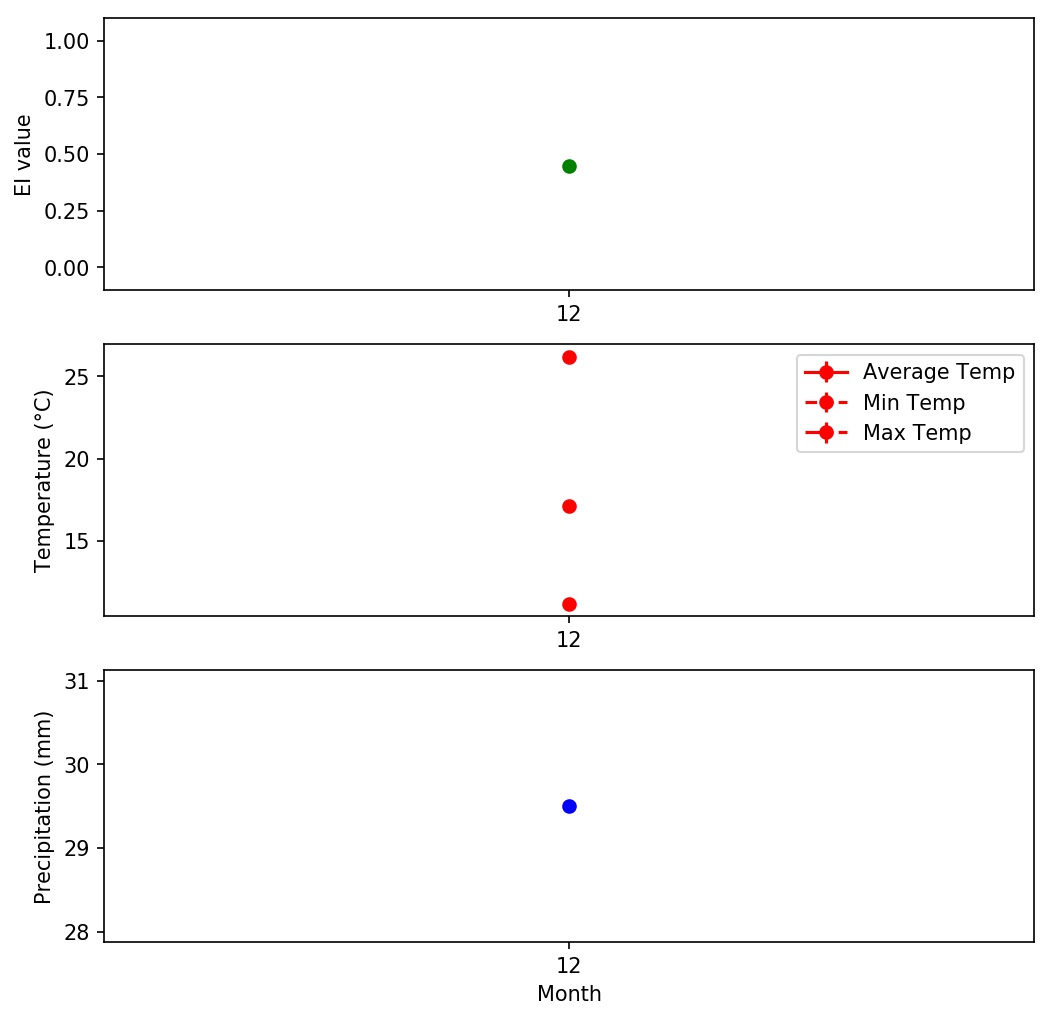 1.00
0.75
0.50
0.25
0.00
EI value
12
25
20
15
Temperature (°C)
Average Temp
Min Temp
Max Temp
12
31
30
29
28
Precipitation (mm)
12
Month